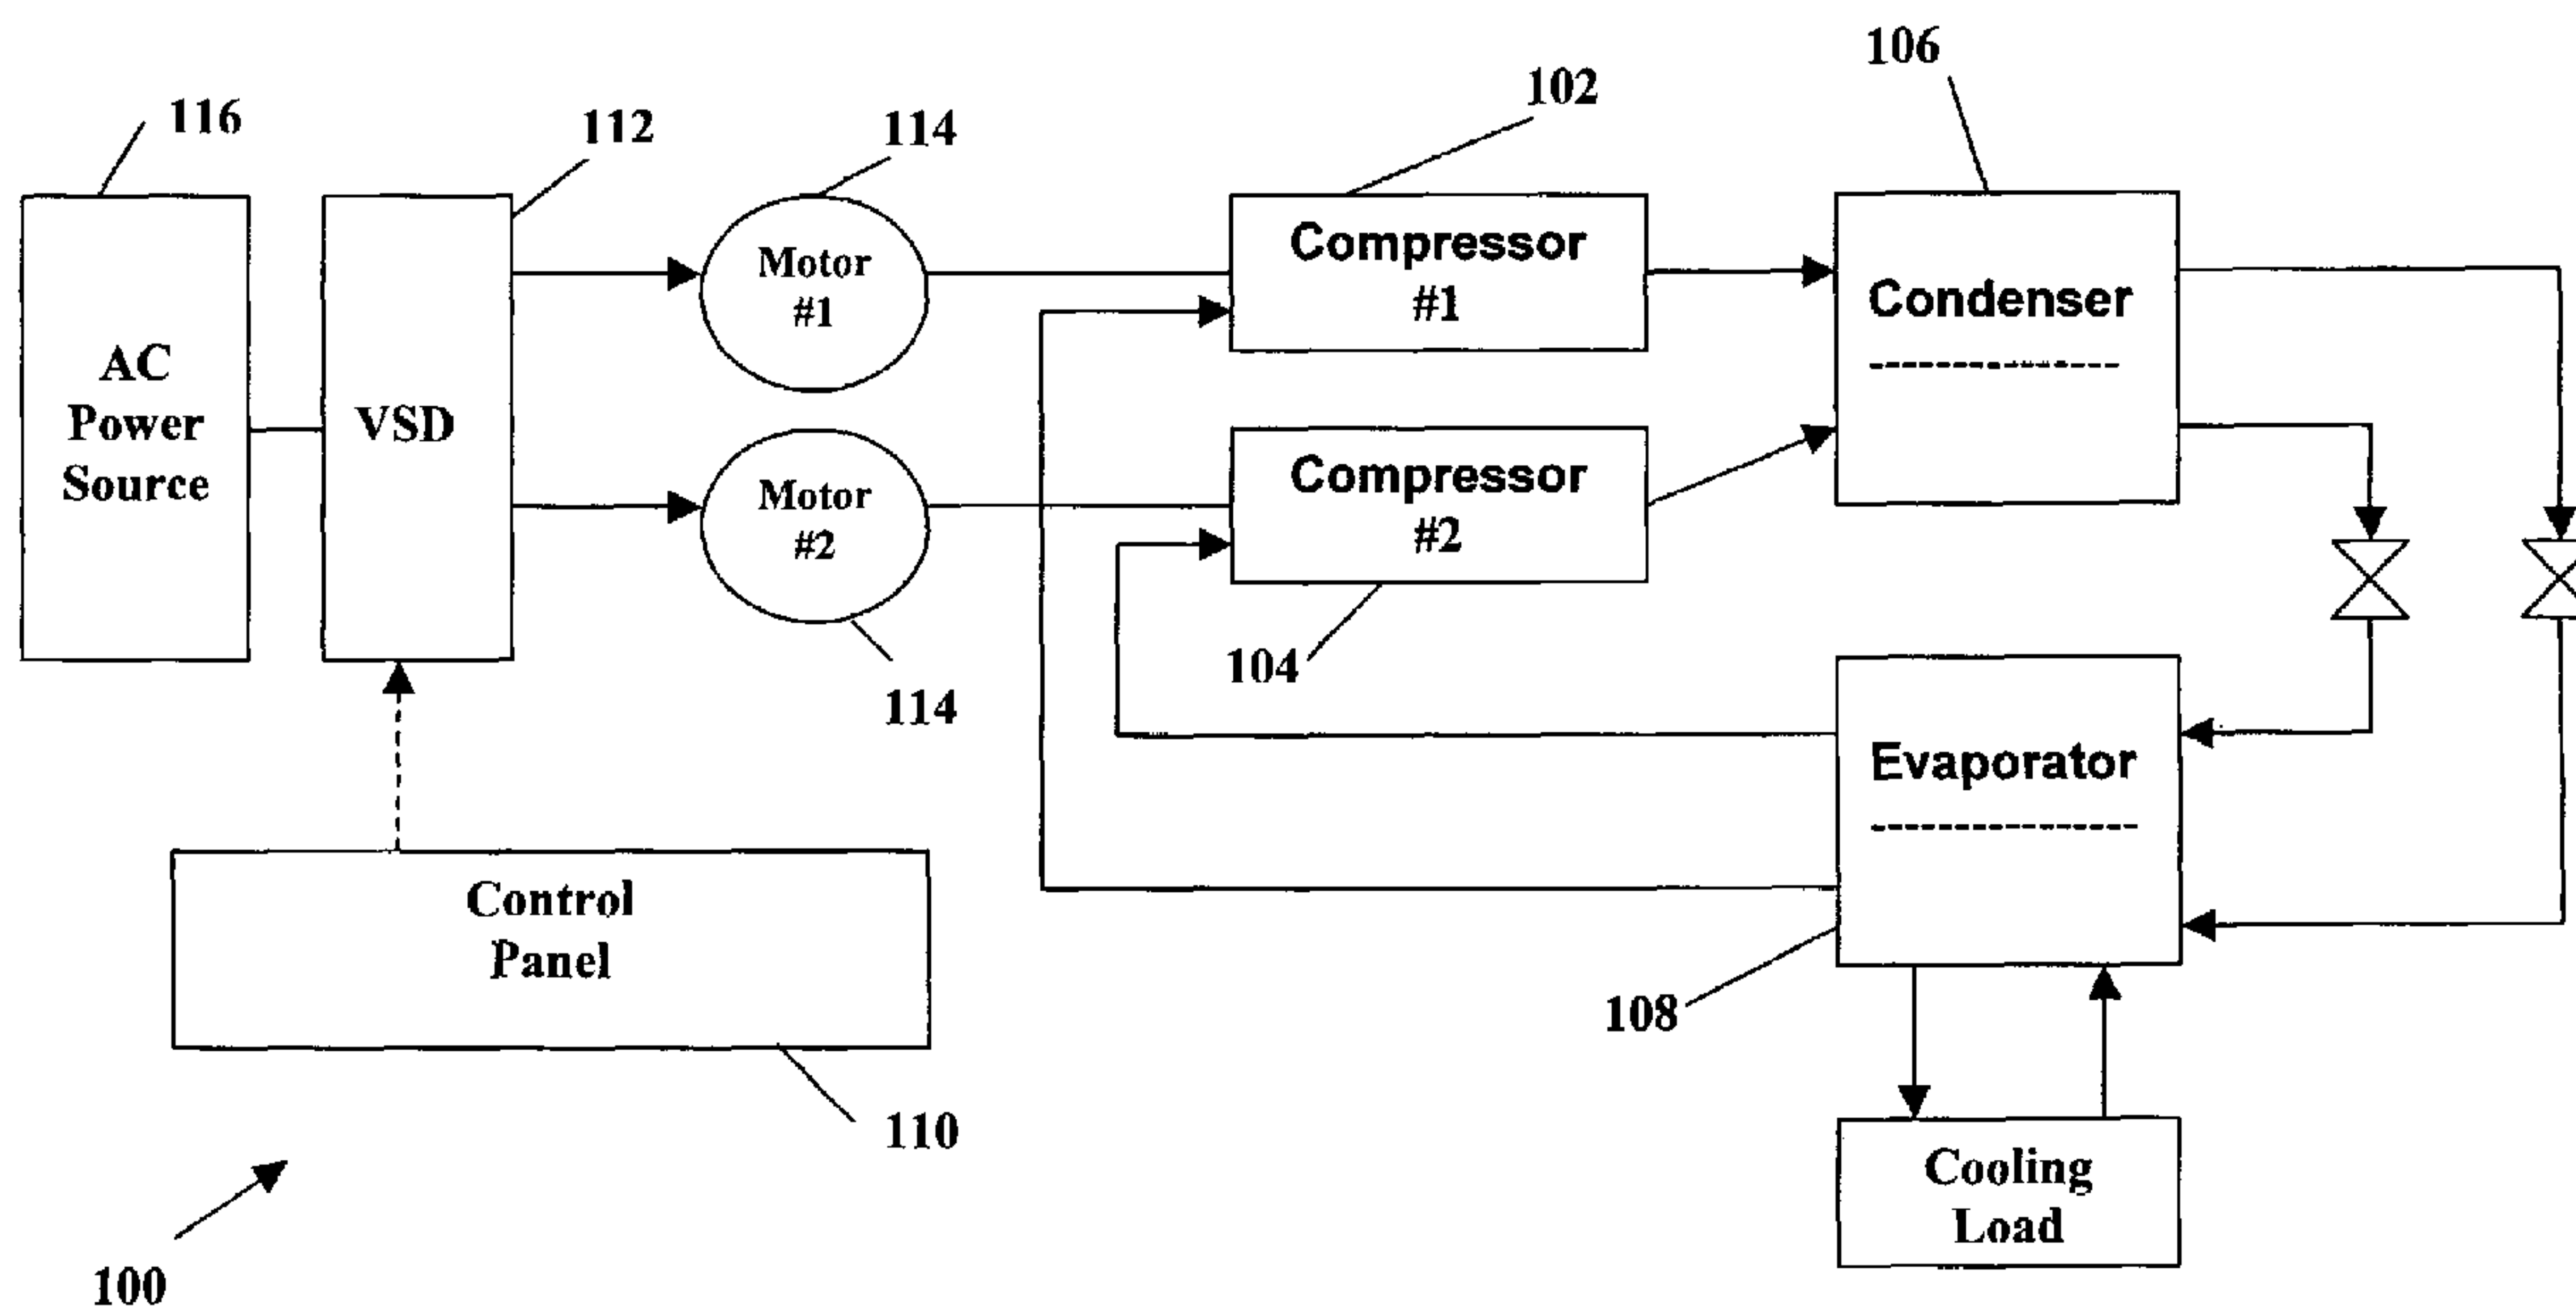 106
102
116
112
114
Compressor
#1
Motor
#1
Condenser
--------------------
AC
Power
Source
VSD
Compressor
#2
Motor
#2
104
114
Evaporator
---------------------
Control
Panel
108
110
Cooling
Load
100